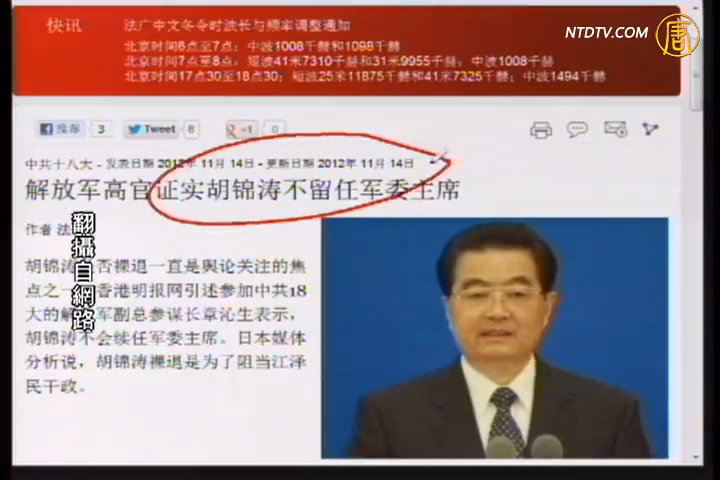 NTDTV.COM
唐
快讯
法广中文冬令时波长与频率调整通知
北京时间6点至7点：中波1008千赫和1098千赫
北京时间7点至8点：短波41米7310千赫和31米9955千赫；中波1008千赫
北京时间17点30至18点30：短波25米11875千赫和41米7325千赫；中波1494千赫
推荐 3 Tweet 8 +1 0
中共十八大 - 发表日期 2012年 11月 14日 - 更新日期 2012年 11月 14日
解放军高官证实胡锦涛不留任军委主席
作者 法
胡锦涛 否裸退一直是舆论关注的焦
点之一 香港明报网引述参加中共18
大的解 军副总参谋长章沁生表示，
胡锦涛不会续任军委主席。日本媒体
分析说，胡锦涛裸退是为了阻当江泽
民干政。
翻攝自網路